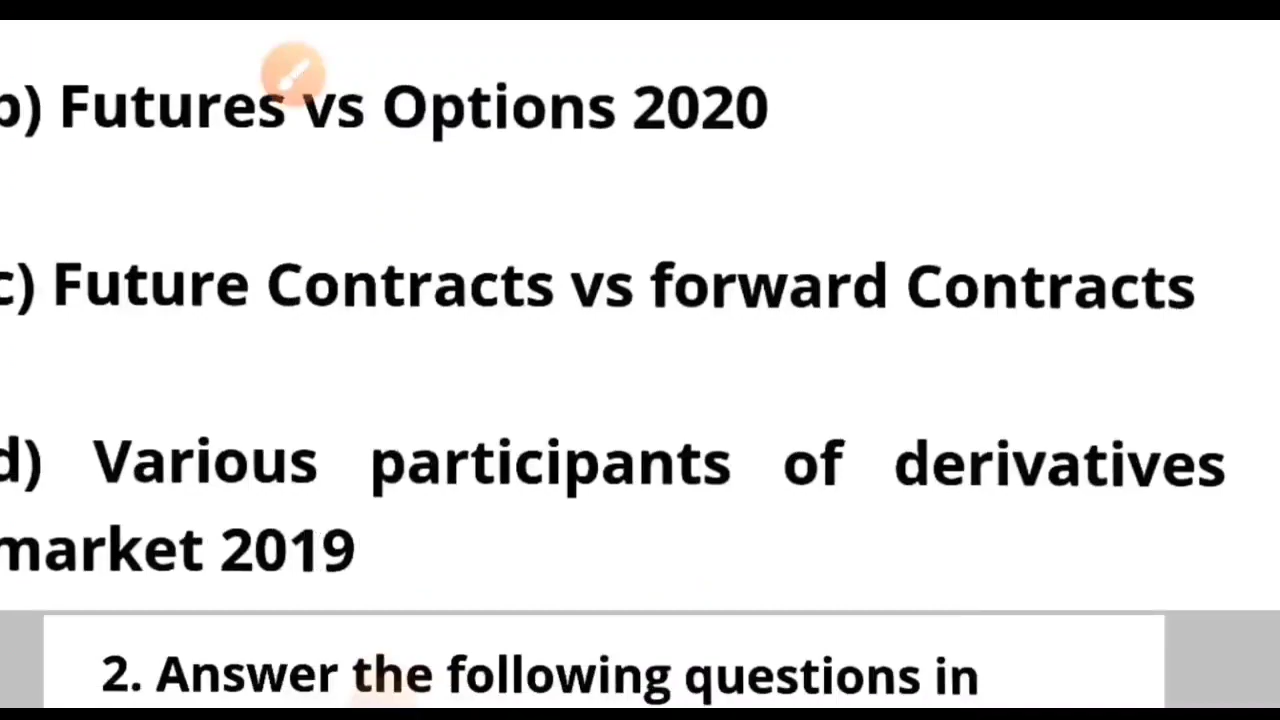 b) Futures vs Options 2020
c) Future Contracts vs forward Contracts
d) Various participants of derivatives
market 2019
2. Answer the following questions in